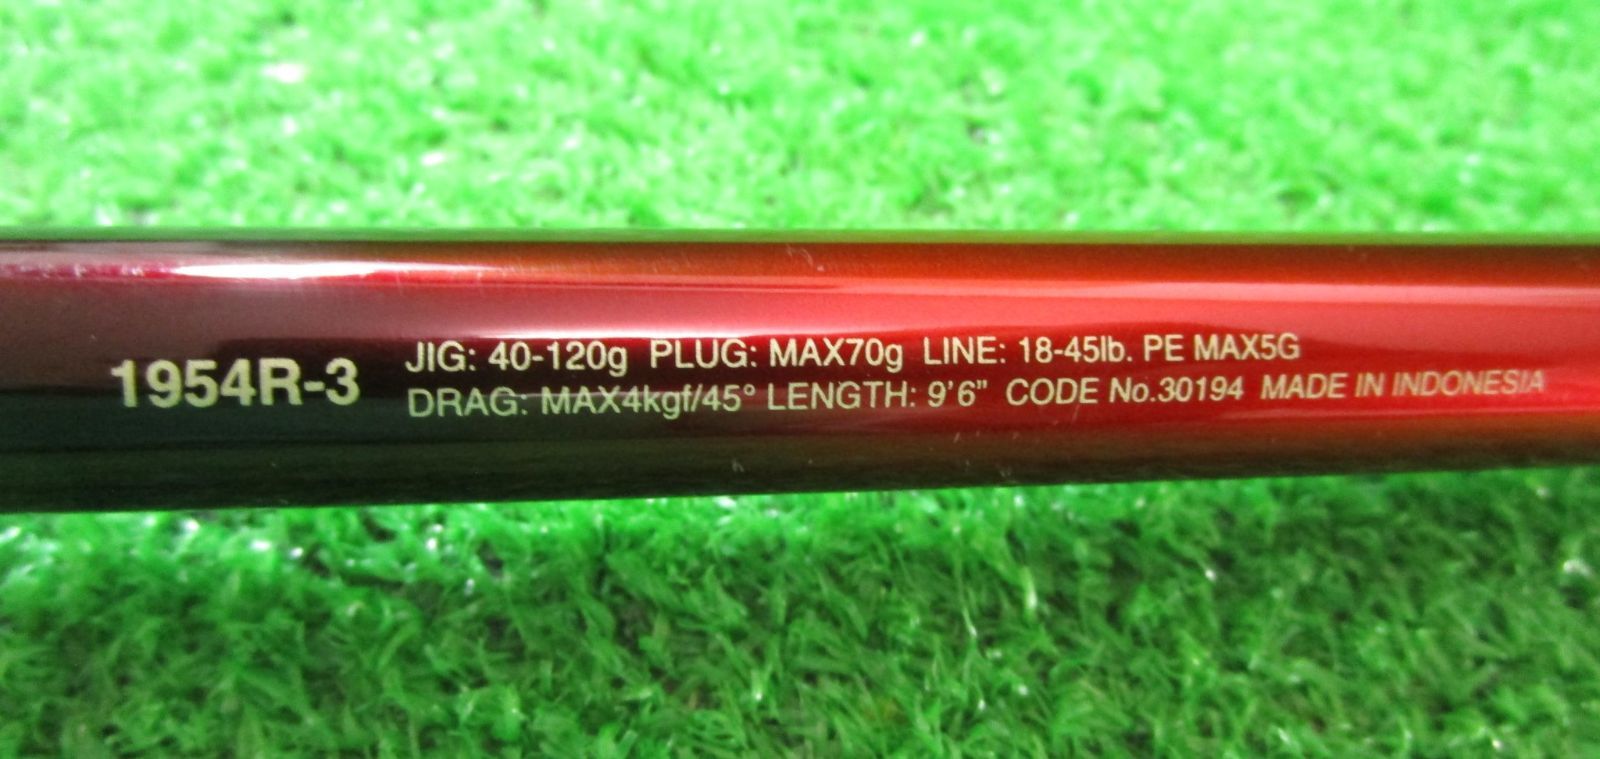 1954R-3
JIG: 40-120g PLUG: MAX70g LINE: 18-45lb. PE MAX5G
DRAG: MAX4kgf/45° LENGTH: 9'6" CODE No.30194 MADE IN INDONESIA